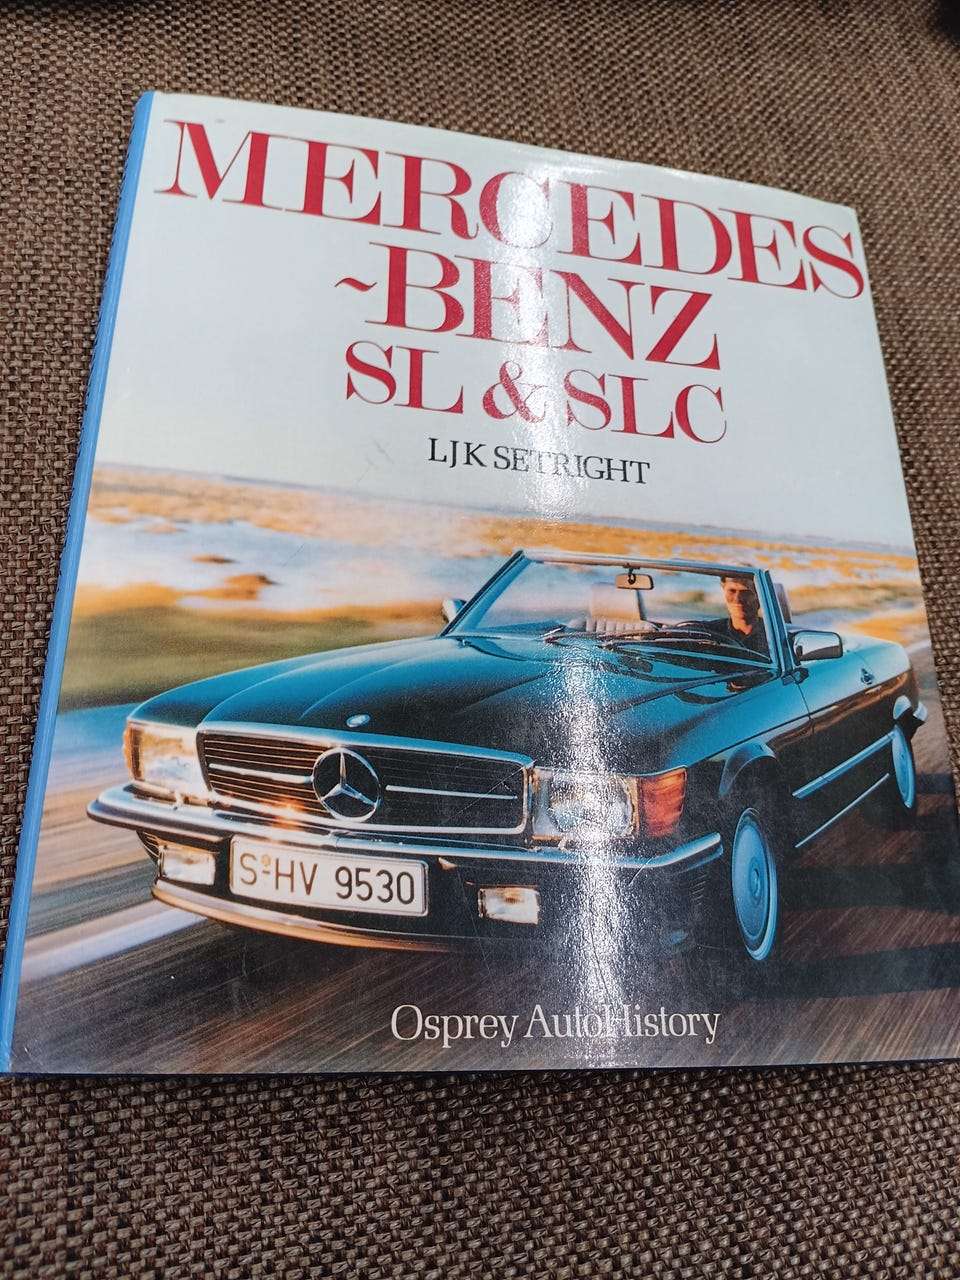 MERCEDES
~BENZ
SL & SLC
LJK SETRIGHT
S-HV 9530
Osprey AutoHistory